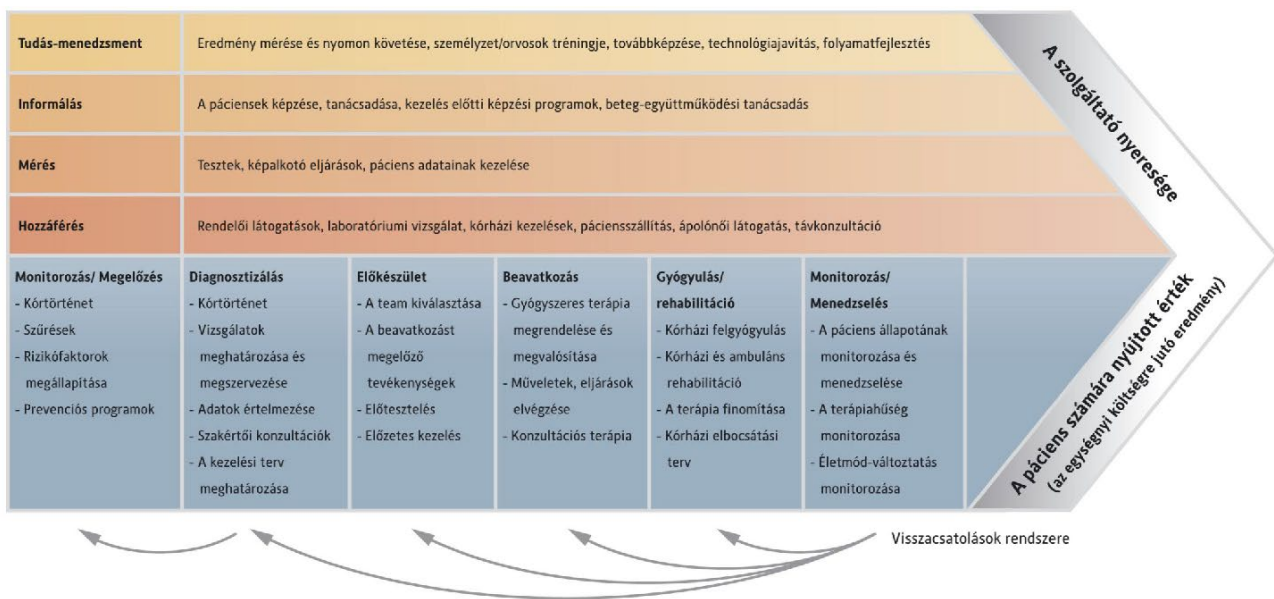 Tudás-menedzsment
Eredmény mérése és nyomon követése, személyzet/orvosok tréningje, továbbképzése, technológiajavitás, folyamatfejlesztés
Informálás
A páciensek képzése, tanácsadása, kezelés előtti képzési programok, beteg-együttműködési tanácsadás
Mérés
Tesztek, képalkotó eljárások, páciens adatainak kezelése
Hozzáférés
Rendelői látogatások, laboratóriumi vizsgálat, kórházi kezelések, páciensszállítás, ápolónői látogatás, távkonzultáció
Monitorozás/ Megelőzés
- Kórtörténet
- Szűrések
- Rizikófaktorok
megállapítása
- Prevenciós programok
Diagnosztizálás
- Kórtörténet
- Vizsgálatok
meghatározása és
megszervezése
- Adatok értelmezése
- Szakértői konzultációk
- A kezelési terv
meghatározása
Előkészület
- A team kiválasztása
- A beavatkozást
megelőző
tevékenységek
- Előtesztelés
- Előzetes kezelés
Beavatkozás
- Gyógyszeres terápia
megrendelése és
megvalósítása
- Műveletek, eljárások
elvégzése
- Konzultációs terápia
Gyógyulás/
rehabilitáció
- Kórházi felgyógyulás
- Kórházi és ambuláns
rehabilitáció
- A terápia finomítása
- Kórházi elbocsátási
terv
Monitorozás/
Menedzselés
- A páciens állapotának
monitorozása és
menedzselése
- A terápiahűség
monitorozása
- Életmód-változtatás
monitorozása
A szolgáltató nyeresége
A páciens számára nyújtott érték
(az egységnyi költségre jutó eredmény)
Visszacsatolások rendszere